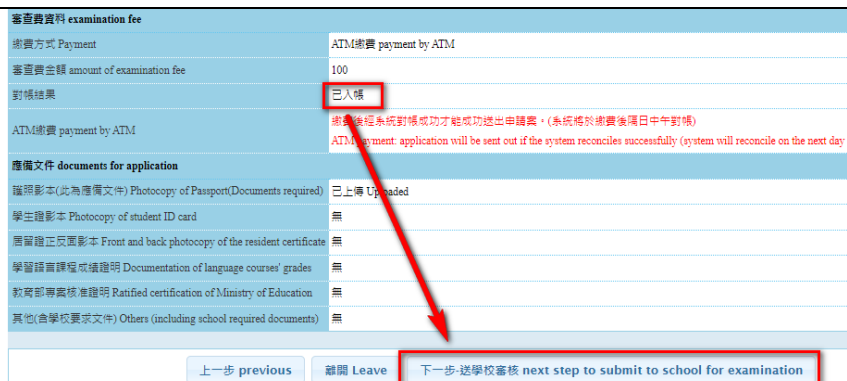 審查費資料 examination fee
繳費方式 Payment ATM繳費 payment by ATM
審查費金額 amount of examination fee 100
對帳結果 已入帳
ATM繳費 payment by ATM
繳費後經系統對帳成功才能成功送出申請案。(系統將於繳費後隔日中午對帳)
ATM payment: application will be sent out if the system reconciles successfully (system will reconcile on the next day
應備文件 documents for application
護照影本(此為應備文件) Photocopy of Passport(Documents required) 已上傳 Uploaded
學生證影本 Photocopy of student ID card 無
居留證正反面影本 Front and back photocopy of the resident certificate 無
學習語言課程成績證明 Documentation of language courses' grades 無
教育部專案核准證明 Ratified certification of Ministry of Education 無
其他(含學校要求文件) Others (including school required documents) 無
上一步 previous 離開 Leave 下一步-送學校審核 next step to submit to school for examination